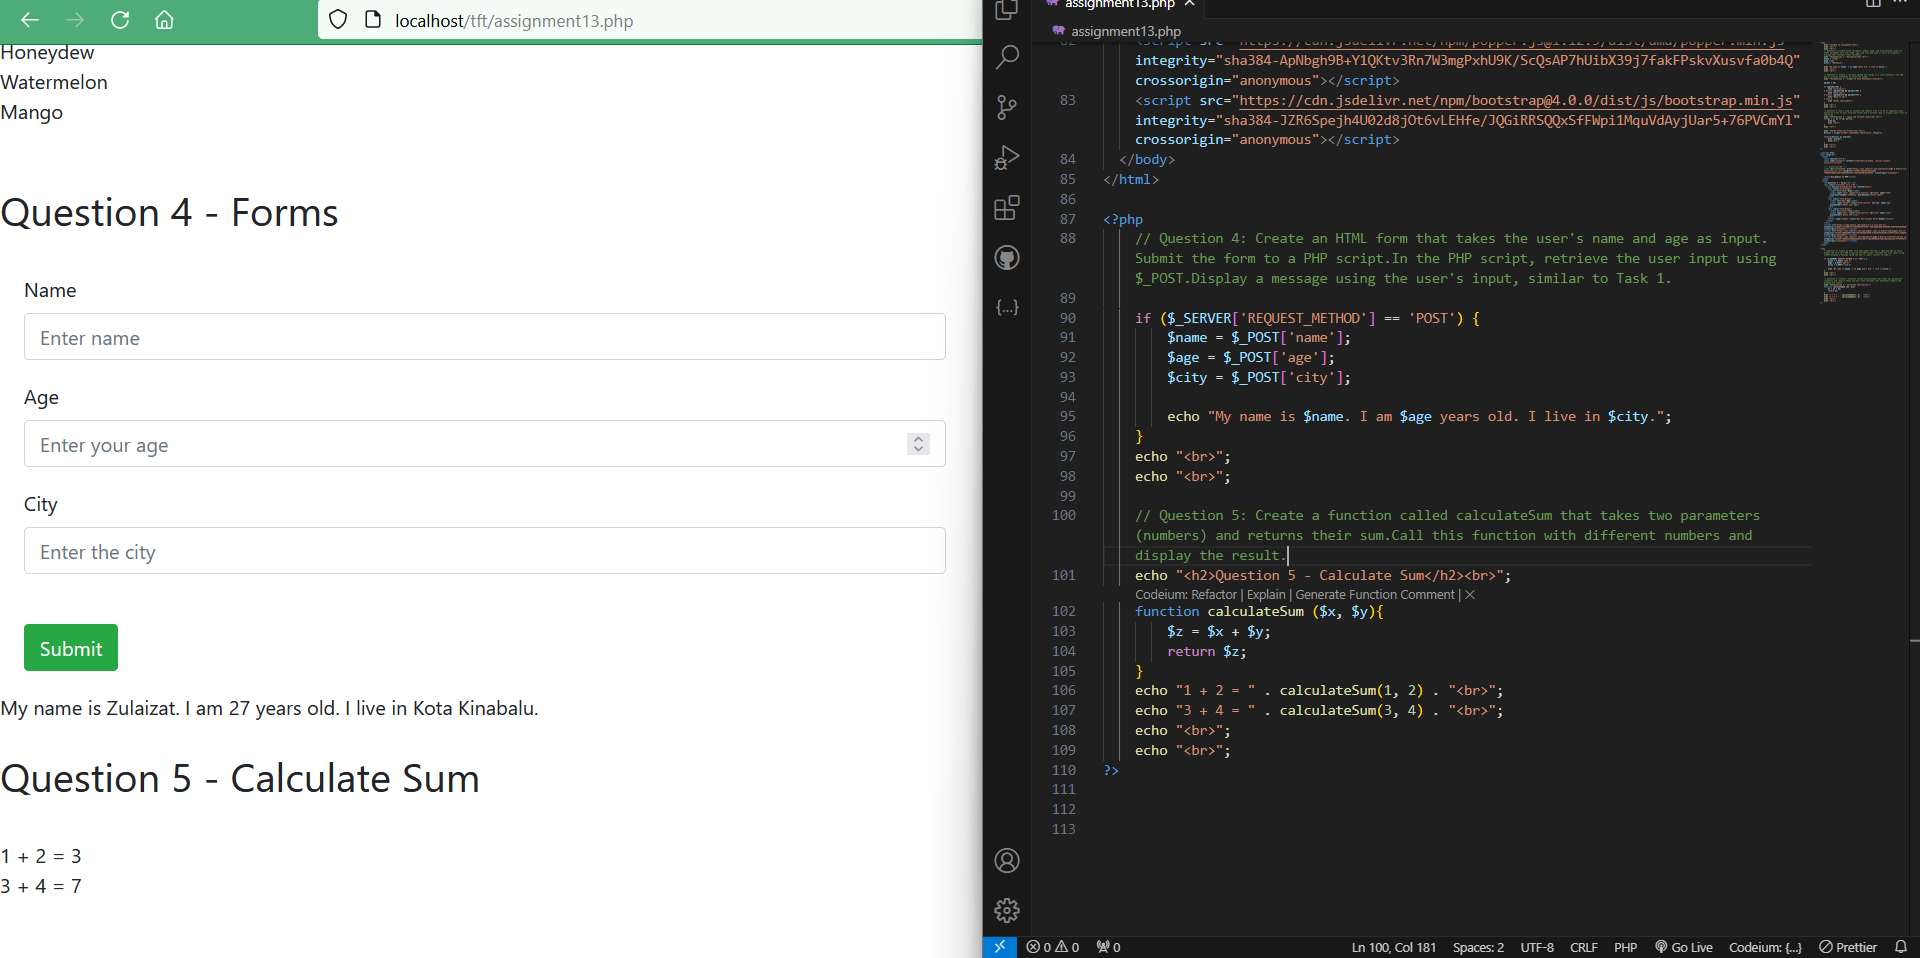 localhost/tft/assignment13.php
Honeydew
Watermelon
Mango
Question 4 - Forms
Name
Enter name
Age
Enter your age
City
Enter the city
Submit
My name is Zulaizat. I am 27 years old. I live in Kota Kinabalu.
Question 5 - Calculate Sum
1 + 2 = 3
3 + 4 = 7
assignment13.php
assignment13.php
integrity="sha384-ApNbgh9B+Y1QKtv3Rn7W3mgPxhU9K/ScQsAP7hUibX39j7fakFPskvXusvfa0b4Q"
crossorigin="anonymous"></script>
83 <script src="https://cdn.jsdelivr.net/npm/bootstrap@4.0.0/dist/js/bootstrap.min.js"
integrity="sha384-JZR6Spejh4U02d8jOt6vLEHfe/JQGiRRSQQxSfFWpi1MquVdAyjUar5+76PVCmYl"
crossorigin="anonymous"></script>
84 </body>
85 </html>
86
87 <?php
88 // Question 4: Create an HTML form that takes the user's name and age as input.
Submit the form to a PHP script.In the PHP script, retrieve the user input using
$_POST.Display a message using the user's input, similar to Task 1.
89
90 if ($_SERVER['REQUEST_METHOD'] == 'POST') {
91 $name = $_POST['name'];
92 $age = $_POST['age'];
93 $city = $_POST['city'];
94
95 echo "My name is $name. I am $age years old. I live in $city.";
96 }
97 echo "<br>";
98 echo "<br>";
99
100 // Question 5: Create a function called calculateSum that takes two parameters
(numbers) and returns their sum.Call this function with different numbers and
display the result.
101 echo "<h2>Question 5 - Calculate Sum</h2><br>";
Codeium: Refactor | Explain | Generate Function Comment | ×
102 function calculateSum ($x, $y){
103 $z = $x + $y;
104 return $z;
105 }
106 echo "1 + 2 = " . calculateSum(1, 2) . "<br>";
107 echo "3 + 4 = " . calculateSum(3, 4) . "<br>";
108 echo "<br>";
109 echo "<br>";
110 ?>
111
112
113
0 0 0 Ln 100, Col 181 Spaces: 2 UTF-8 CRLF PHP Go Live Codeium: {...} Prettier